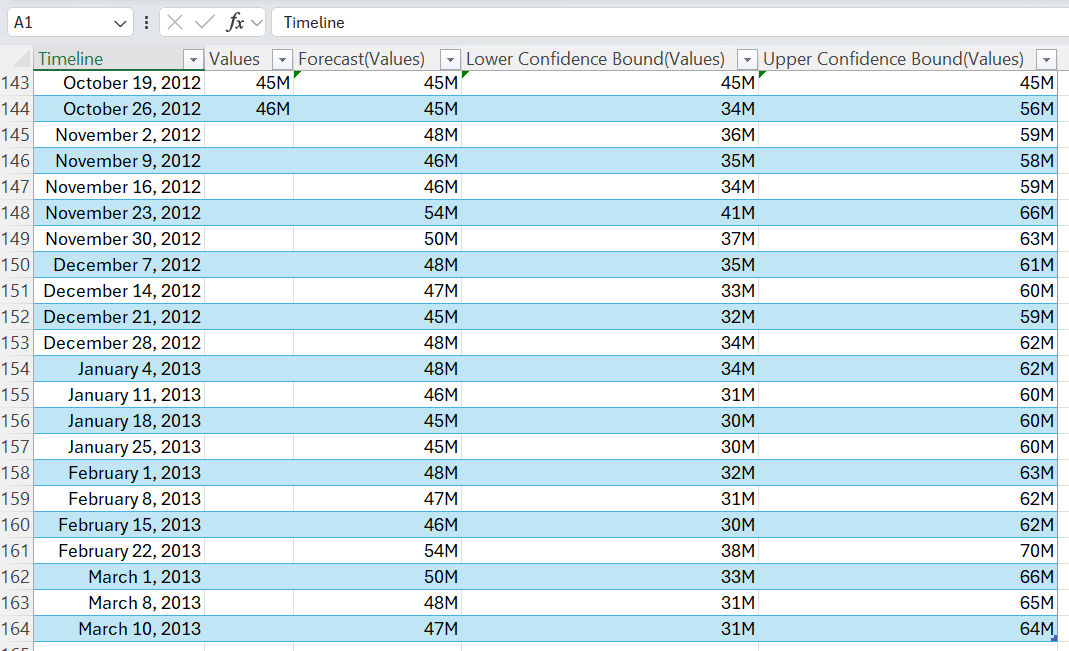 A1 fx Timeline
Timeline Values Forecast(Values) Lower Confidence Bound(Values) Upper Confidence Bound(Values)
143 October 19, 2012 45M 45M 45M 45M
144 October 26, 2012 46M 45M 34M 56M
145 November 2, 2012 48M 36M 59M
146 November 9, 2012 46M 35M 58M
147 November 16, 2012 46M 34M 59M
148 November 23, 2012 54M 41M 66M
149 November 30, 2012 50M 37M 63M
150 December 7, 2012 48M 35M 61M
151 December 14, 2012 47M 33M 60M
152 December 21, 2012 45M 32M 59M
153 December 28, 2012 48M 34M 62M
154 January 4, 2013 48M 34M 62M
155 January 11, 2013 46M 31M 60M
156 January 18, 2013 45M 30M 60M
157 January 25, 2013 45M 30M 60M
158 February 1, 2013 48M 32M 63M
159 February 8, 2013 47M 31M 62M
160 February 15, 2013 46M 30M 62M
161 February 22, 2013 54M 38M 70M
162 March 1, 2013 50M 33M 66M
163 March 8, 2013 48M 31M 65M
164 March 10, 2013 47M 31M 64M